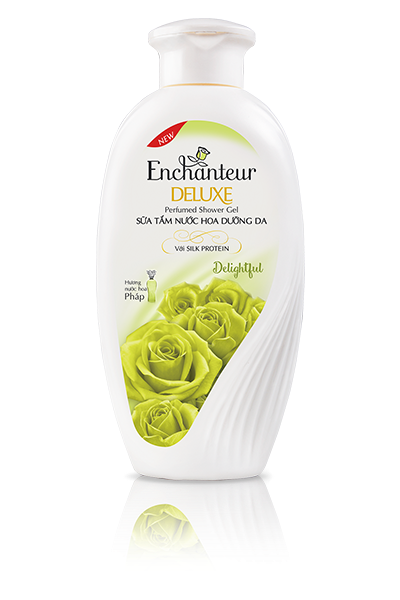 NEW
Enchanteur
DELUXE
Perfumed Shower Gel
SỮA TẮM NƯỚC HOA DƯỠNG DA
Với SILK PROTEIN
Delightful
Hương
nước hoa
Pháp